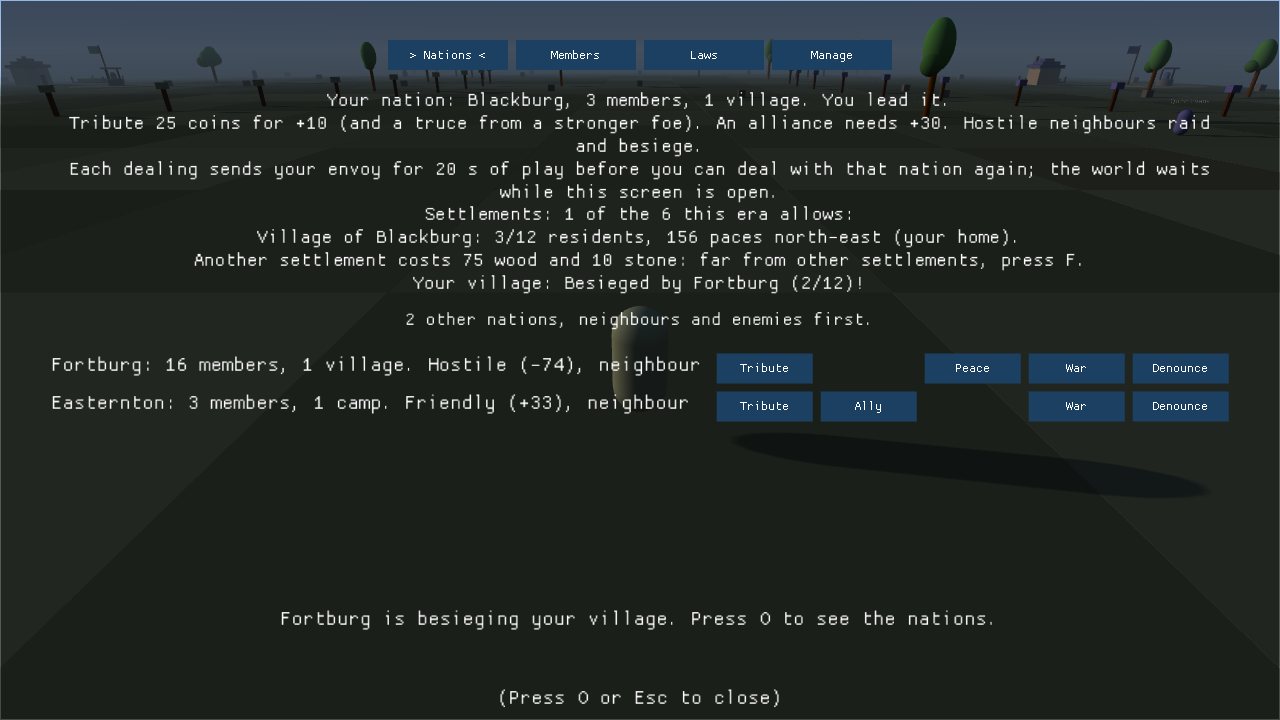 > Nations <
Members
Laws
Manage
Your nation: Blackburg, 3 members, 1 village. You lead it.
Tribute 25 coins for +10 (and a truce from a stronger foe). An alliance needs +30. Hostile neighbours raid
and besiege.
Each dealing sends your envoy for 20 s of play before you can deal with that nation again; the world waits
while this screen is open.
Settlements: 1 of the 6 this era allows:
Village of Blackburg: 3/12 residents, 156 paces north-east (your home).
Another settlement costs 75 wood and 10 stone: far from other settlements, press F.
Your village: Besieged by Fortburg (2/12)!
2 other nations, neighbours and enemies first.
Fortburg: 16 members, 1 village. Hostile (-74), neighbour
Tribute
Peace
War
Denounce
Easternton: 3 members, 1 camp. Friendly (+33), neighbour
Tribute
Ally
War
Denounce
Fortburg is besieging your village. Press O to see the nations.
(Press O or Esc to close)